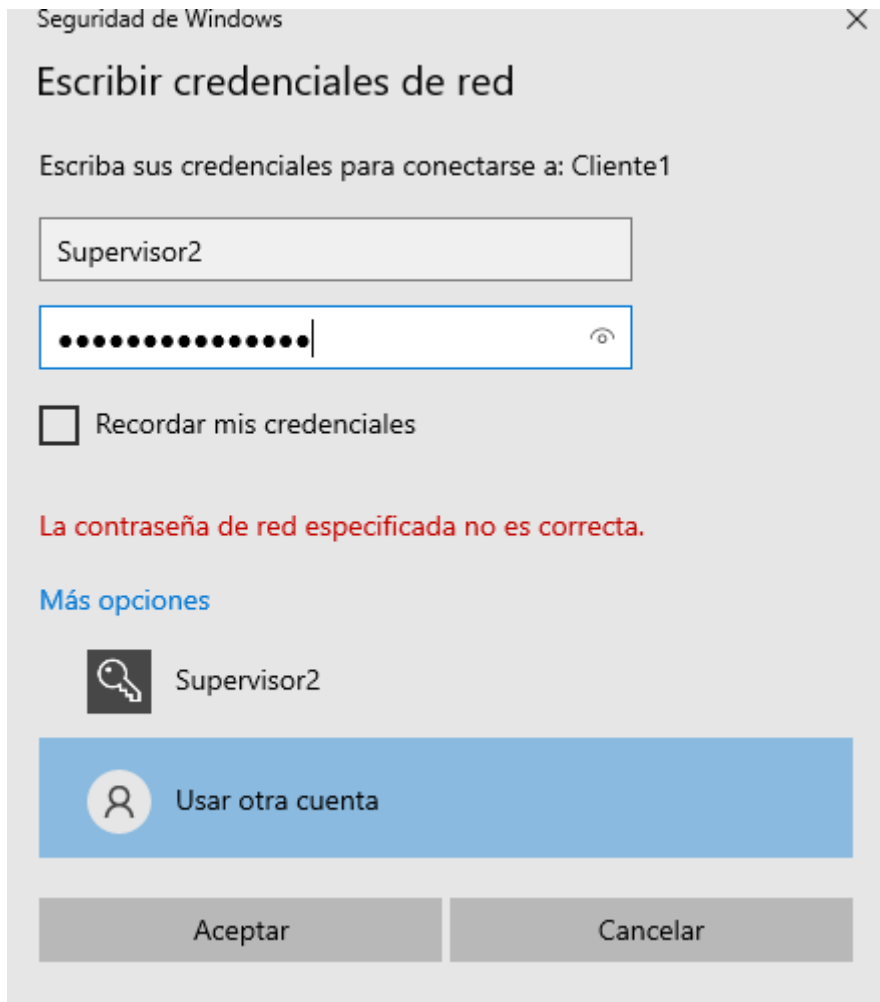 Seguridad de Windows
Escribir credenciales de red
Escriba sus credenciales para conectarse a: Cliente1
Supervisor2
●●●●●●●●●●●●●●●
Recordar mis credenciales
La contraseña de red especificada no es correcta.
Más opciones
Supervisor2
Usar otra cuenta
Aceptar Cancelar